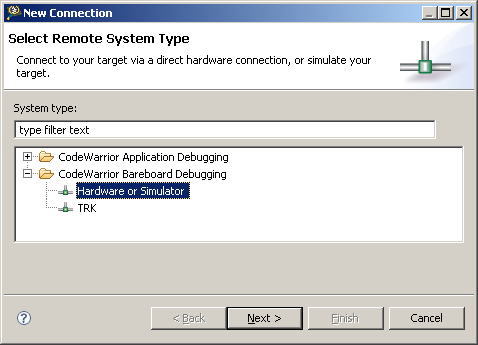 New Connection
Select Remote System Type
Connect to your target via a direct hardware connection, or simulate your
target.
System type:
type filter text
CodeWarrior Application Debugging
CodeWarrior Bareboard Debugging
Hardware or Simulator
TRK
?
< Back
Next >
Finish
Cancel